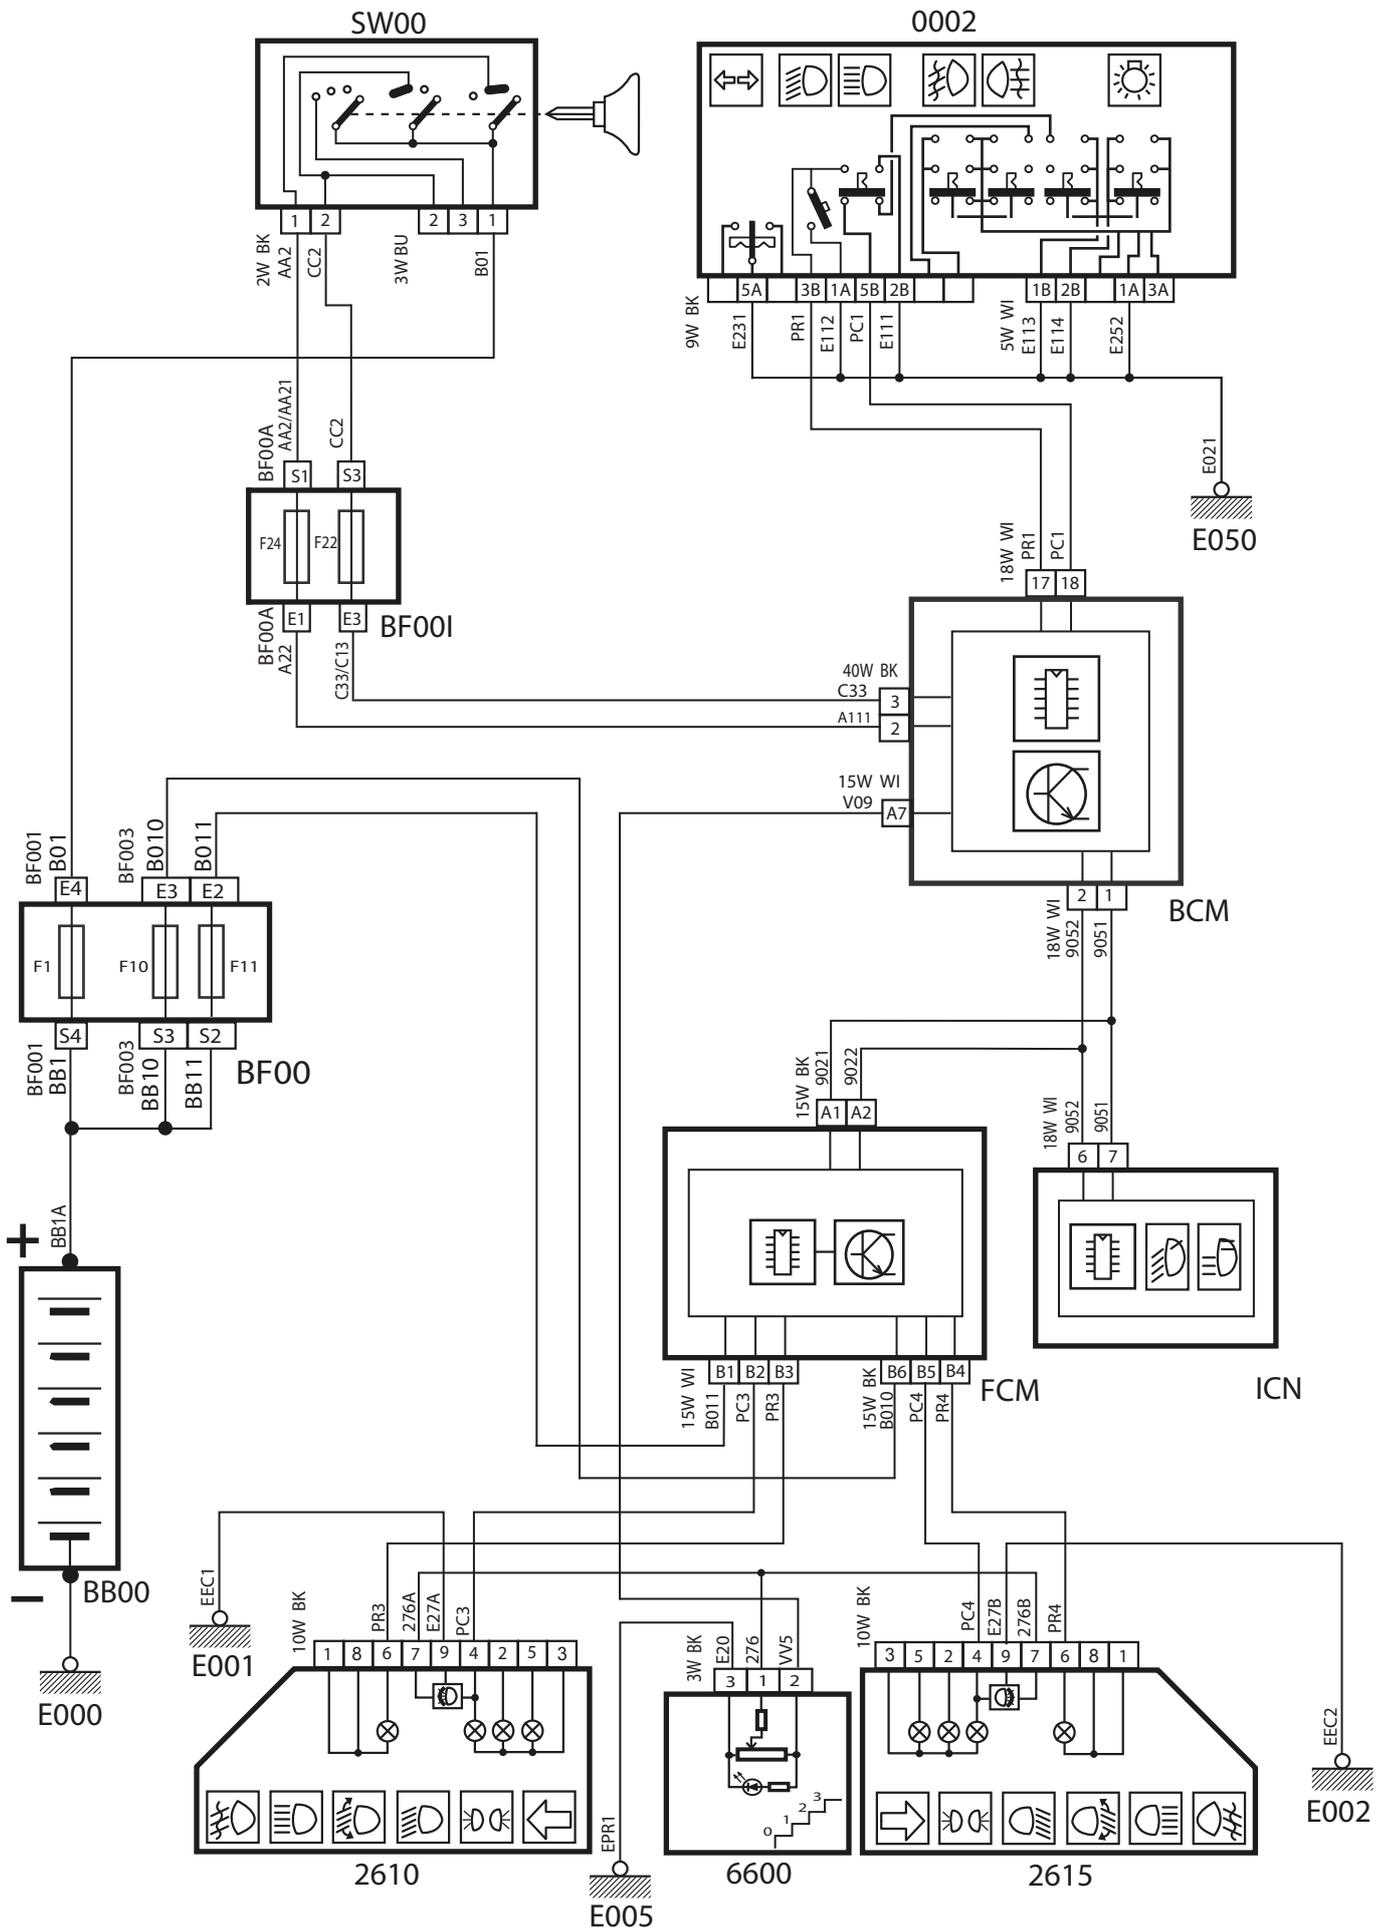 SW00
0002
1 2 2 3 1
2W BK
AA2
CC2
3W BU
B01
5A 3B 1A 5B 2B 1B 2B 1A 3A
9W BK
E231
PR1
E112
PC1
E111
5W WI
E113
E114
E252
E021
E050
BF00A
AA2/AA21
CC2
S1 S3
F24 F22
E1 E3
BF00I
BF00A
A22
C33/C13
18W WI
PR1
PC1
17 18
40W BK
C33
3
A111
2
15W WI
V09
A7
2 1
BCM
18W WI
9052
9051
BF001
B01
BF003
B010
B011
E4 E3 E2
F1 F10 F11
S4 S3 S2
BF00
BF001
BB1
BF003
BB10
BB11
BB1A
+
−
BB00
E000
15W BK
9021
9022
A1 A2
18W WI
9052
9051
6 7
B1 B2 B3 B6 B5 B4
FCM
ICN
15W WI
B011
PC3
PR3
15W BK
B010
PC4
PR4
EEC1
E001
10W BK
PR3
276A
E27A
PC3
1 8 6 7 9 4 2 5 3
2610
EPR1
E005
3W BK
E20
276
VV5
3 1 2
0 1 2 3
6600
10W BK
PC4
E27B
276B
PR4
3 5 2 4 9 7 6 8 1
2615
EEC2
E002